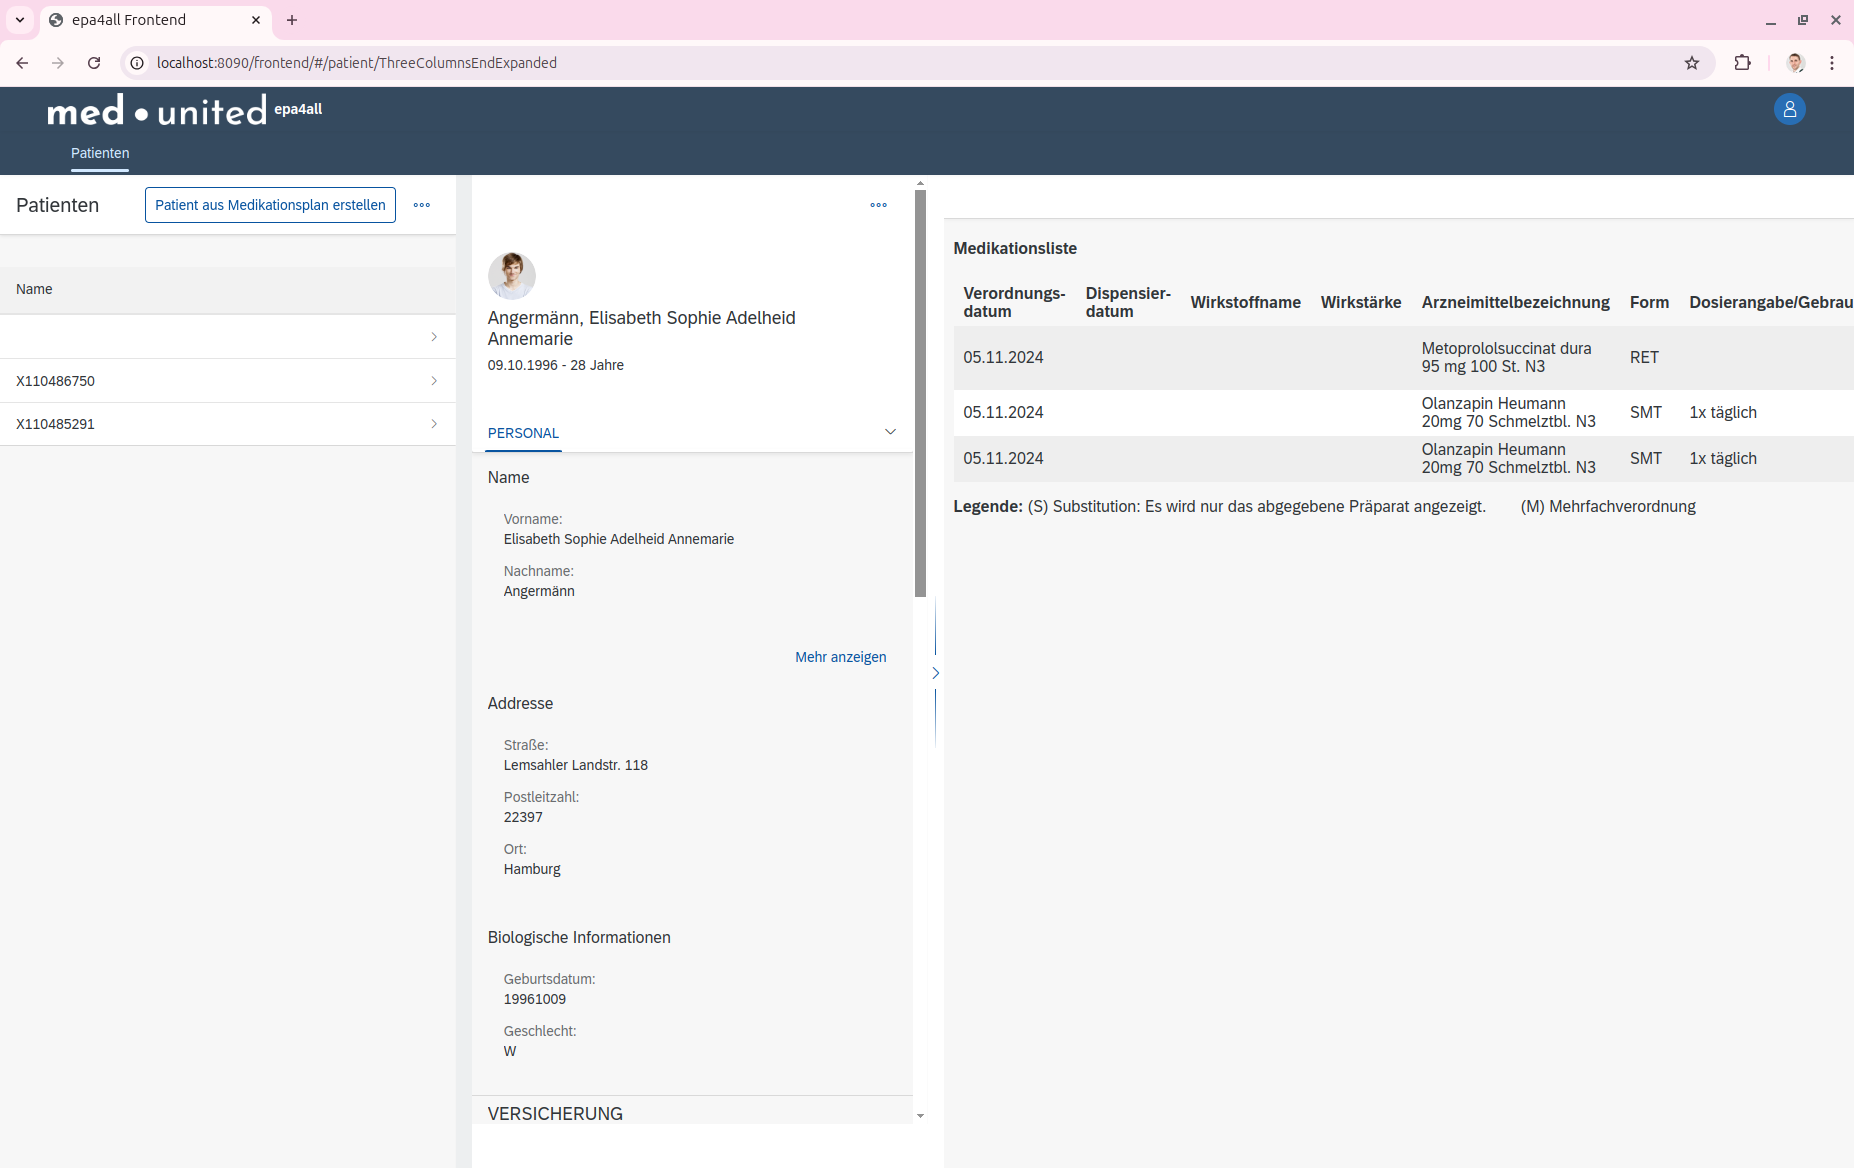 epa4all Frontend
localhost:8090/frontend/#/patient/ThreeColumnsEndExpanded
med • united epa4all
Patienten
Patienten
Patient aus Medikationsplan erstellen
Name
X110486750
X110485291
Angermänn, Elisabeth Sophie Adelheid
Annemarie
09.10.1996 - 28 Jahre
PERSONAL
Name
Vorname:
Elisabeth Sophie Adelheid Annemarie
Nachname:
Angermänn
Mehr anzeigen
Addresse
Straße:
Lemsahler Landstr. 118
Postleitzahl:
22397
Ort:
Hamburg
Biologische Informationen
Geburtsdatum:
19961009
Geschlecht:
W
VERSICHERUNG
Medikationsliste
Verordnungs-
datum
Dispensier-
datum
Wirkstoffname
Wirkstärke
Arzneimittelbezeichnung
Form
Dosierangabe/Gebrau
05.11.2024
Metoprololsuccinat dura
95 mg 100 St. N3
RET
05.11.2024
Olanzapin Heumann
20mg 70 Schmelztbl. N3
SMT
1x täglich
05.11.2024
Olanzapin Heumann
20mg 70 Schmelztbl. N3
SMT
1x täglich
Legende: (S) Substitution: Es wird nur das abgegebene Präparat angezeigt. (M) Mehrfachverordnung